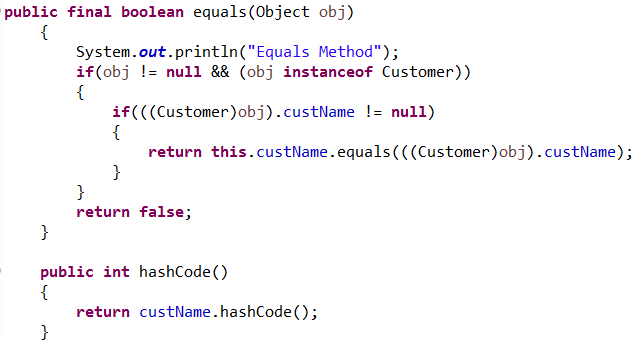 public final boolean equals(Object obj)
{
System.out.println("Equals Method");
if(obj != null && (obj instanceof Customer))
{
if(((Customer)obj).custName != null)
{
return this.custName.equals(((Customer)obj).custName);
}
}
return false;
}
public int hashCode()
{
return custName.hashCode();
}